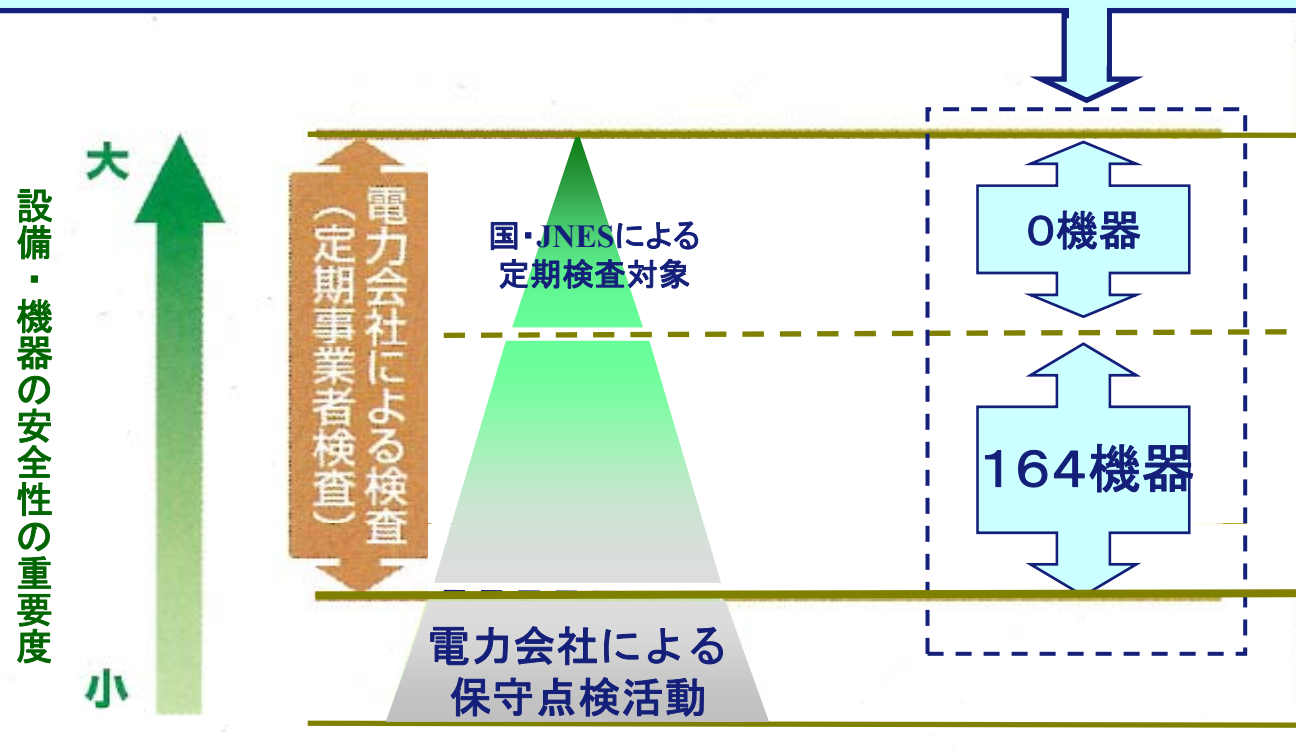 設備・機器の安全性の重要度
大
小
電力会社による検査
（定期事業者検査）
国・JNESによる
定期検査対象
電力会社による
保守点検活動
0機器
164機器